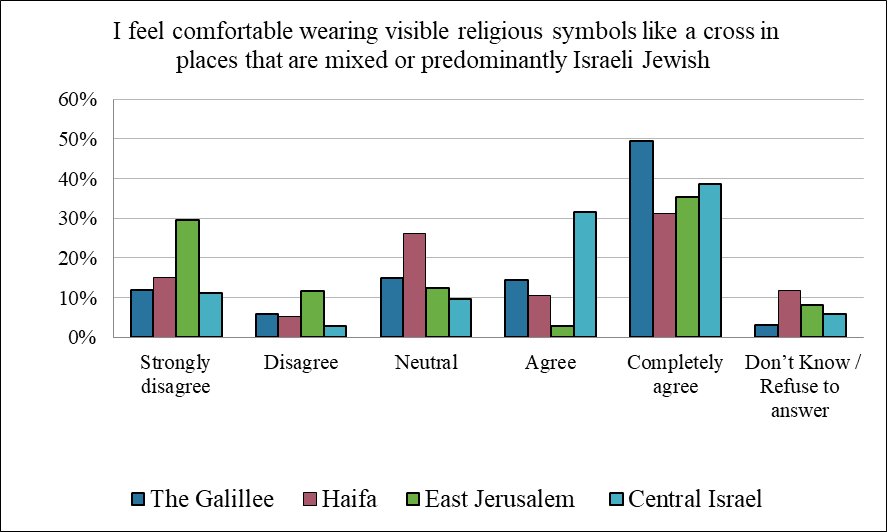 I feel comfortable wearing visible religious symbols like a cross in
places that are mixed or predominantly Israeli Jewish
60%
50%
40%
30%
20%
10%
0%
Strongly
disagree
Disagree
Neutral
Agree
Completely
agree
Don't Know /
Refuse to
answer
The Galillee
Haifa
East Jerusalem
Central Israel